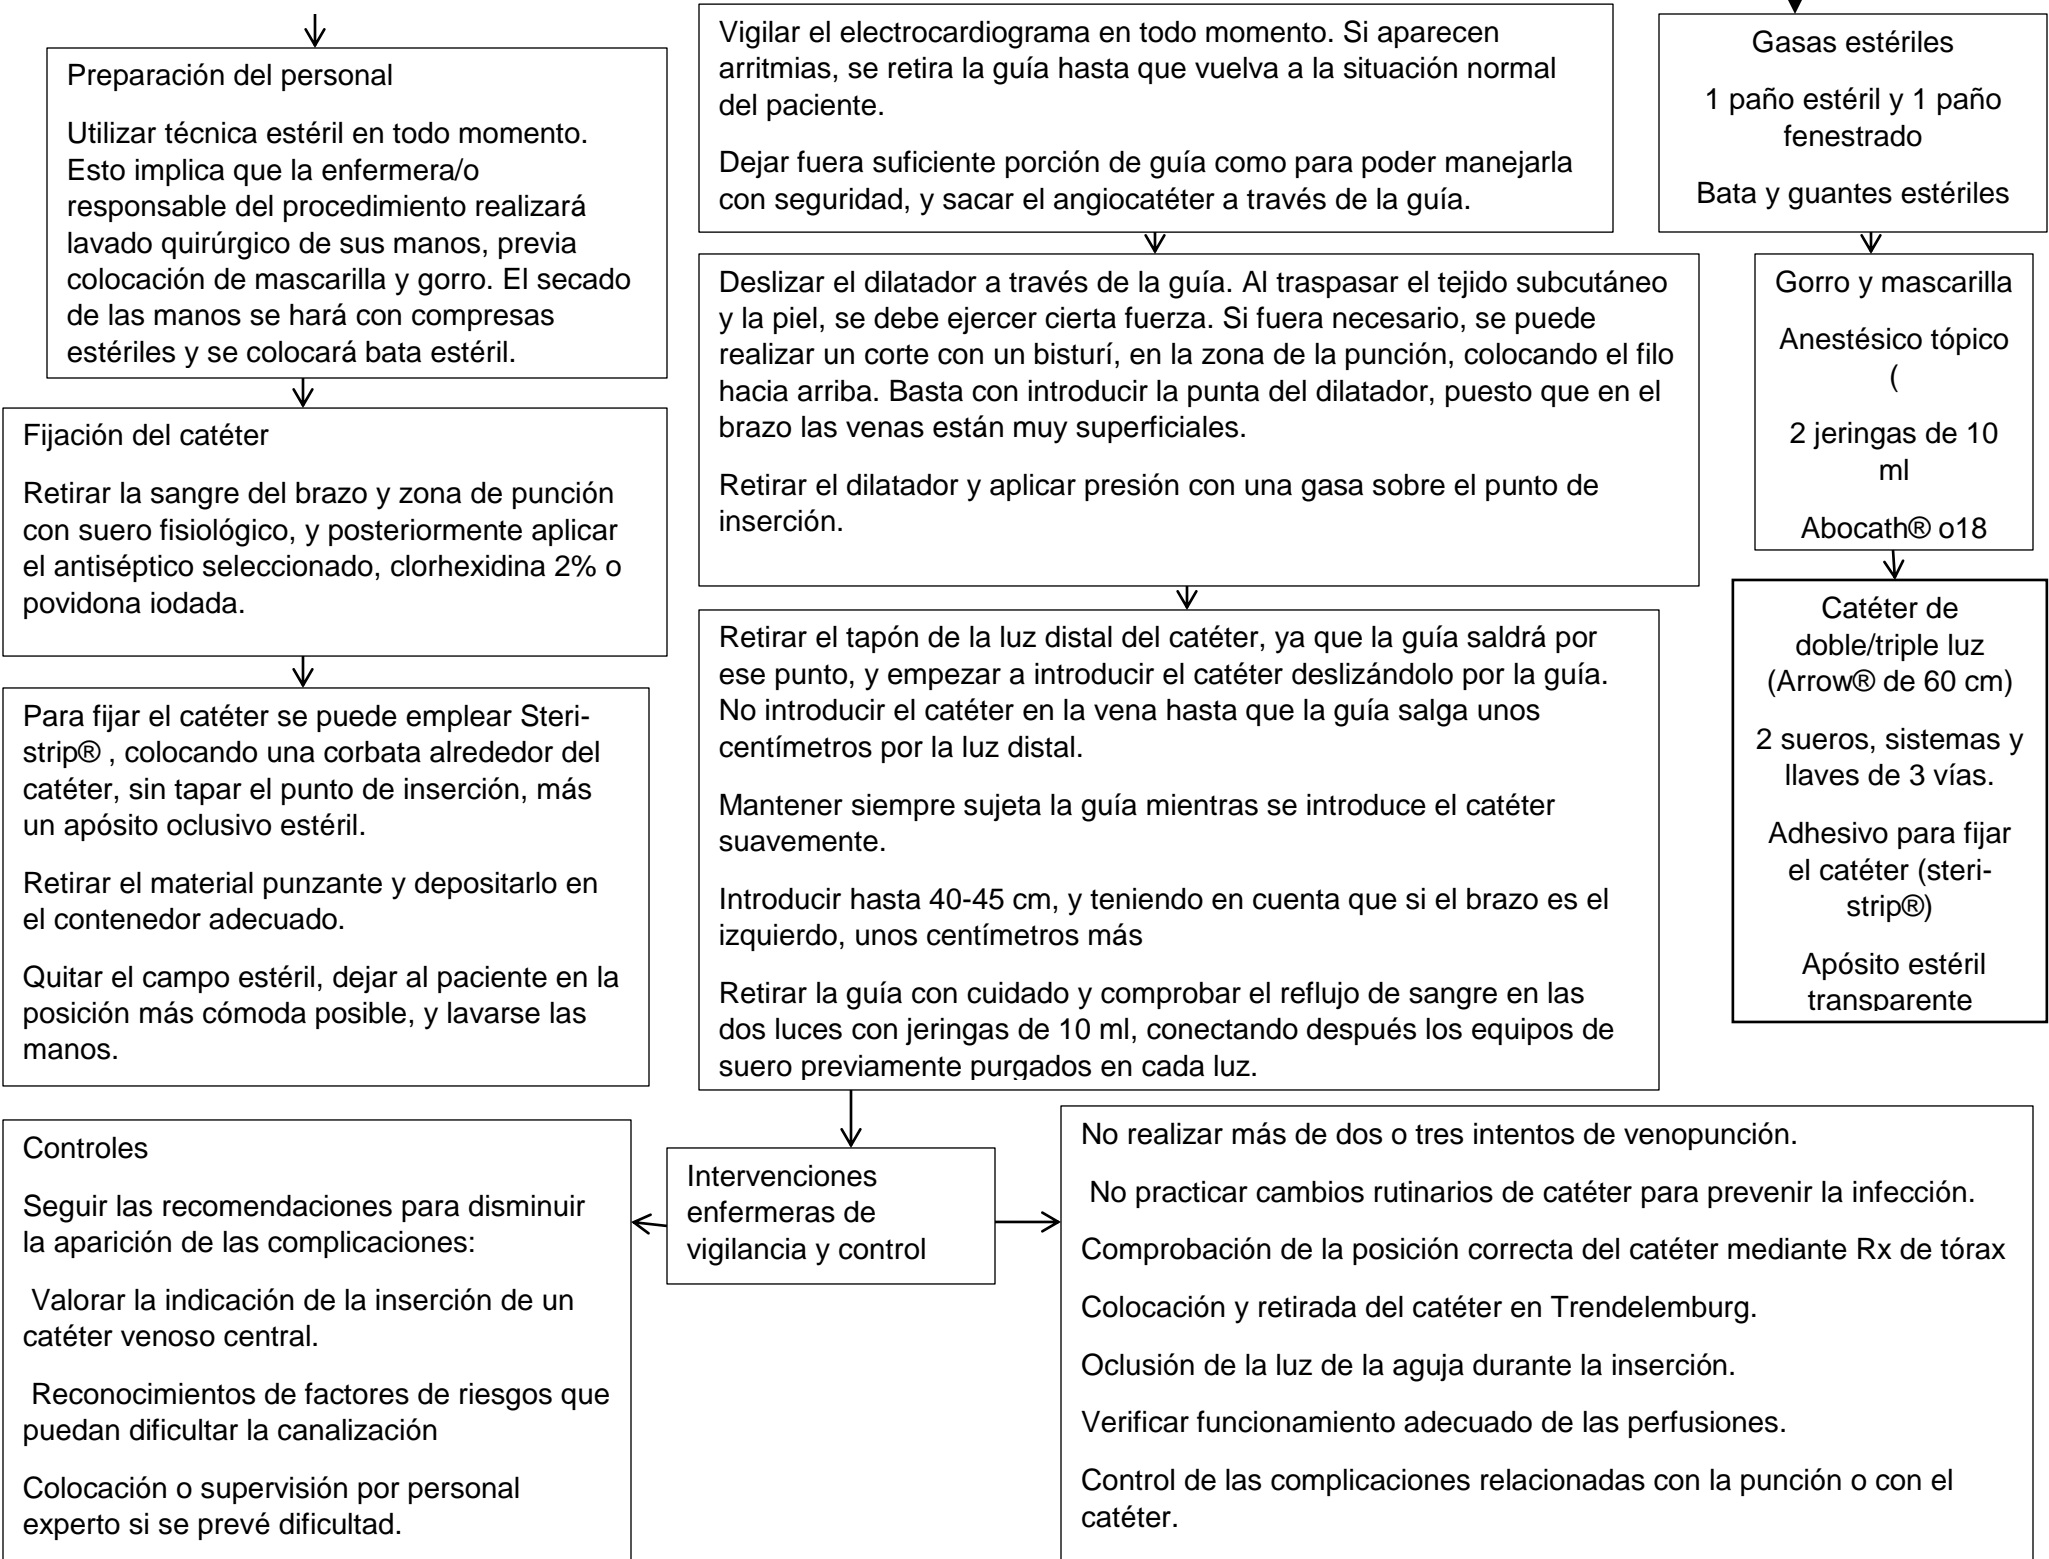 Preparación del personal
Utilizar técnica estéril en todo momento.
Esto implica que la enfermera/o
responsable del procedimiento realizará
lavado quirúrgico de sus manos, previa
colocación de mascarilla y gorro. El secado
de las manos se hará con compresas
estériles y se colocará bata estéril.
Fijación del catéter
Retirar la sangre del brazo y zona de punción
con suero fisiológico, y posteriormente aplicar
el antiséptico seleccionado, clorhexidina 2% o
povidona iodada.
Para fijar el catéter se puede emplear Steri-
strip® , colocando una corbata alrededor del
catéter, sin tapar el punto de inserción, más
un apósito oclusivo estéril.
Retirar el material punzante y depositarlo en
el contenedor adecuado.
Quitar el campo estéril, dejar al paciente en la
posición más cómoda posible, y lavarse las
manos.
Vigilar el electrocardiograma en todo momento. Si aparecen
arritmias, se retira la guía hasta que vuelva a la situación normal
del paciente.
Dejar fuera suficiente porción de guía como para poder manejarla
con seguridad, y sacar el angiocatéter a través de la guía.
Deslizar el dilatador a través de la guía. Al traspasar el tejido subcutáneo
y la piel, se debe ejercer cierta fuerza. Si fuera necesario, se puede
realizar un corte con un bisturí, en la zona de la punción, colocando el filo
hacia arriba. Basta con introducir la punta del dilatador, puesto que en el
brazo las venas están muy superficiales.
Retirar el dilatador y aplicar presión con una gasa sobre el punto de
inserción.
Retirar el tapón de la luz distal del catéter, ya que la guía saldrá por
ese punto, y empezar a introducir el catéter deslizándolo por la guía.
No introducir el catéter en la vena hasta que la guía salga unos
centímetros por la luz distal.
Mantener siempre sujeta la guía mientras se introduce el catéter
suavemente.
Introducir hasta 40-45 cm, y teniendo en cuenta que si el brazo es el
izquierdo, unos centímetros más
Retirar la guía con cuidado y comprobar el reflujo de sangre en las
dos luces con jeringas de 10 ml, conectando después los equipos de
suero previamente purgados en cada luz.
Gasas estériles
1 paño estéril y 1 paño
fenestrado
Bata y guantes estériles
Gorro y mascarilla
Anestésico tópico
(
2 jeringas de 10
ml
Abocath® o18
Catéter de
doble/triple luz
(Arrow® de 60 cm)
2 sueros, sistemas y
llaves de 3 vías.
Adhesivo para fijar
el catéter (steri-
strip®)
Apósito estéril
transparente
Controles
Seguir las recomendaciones para disminuir
la aparición de las complicaciones:
Valorar la indicación de la inserción de un
catéter venoso central.
Reconocimientos de factores de riesgos que
puedan dificultar la canalización
Colocación o supervisión por personal
experto si se prevé dificultad.
Intervenciones
enfermeras de
vigilancia y control
No realizar más de dos o tres intentos de venopunción.
No practicar cambios rutinarios de catéter para prevenir la infección.
Comprobación de la posición correcta del catéter mediante Rx de tórax
Colocación y retirada del catéter en Trendelemburg.
Oclusión de la luz de la aguja durante la inserción.
Verificar funcionamiento adecuado de las perfusiones.
Control de las complicaciones relacionadas con la punción o con el
catéter.